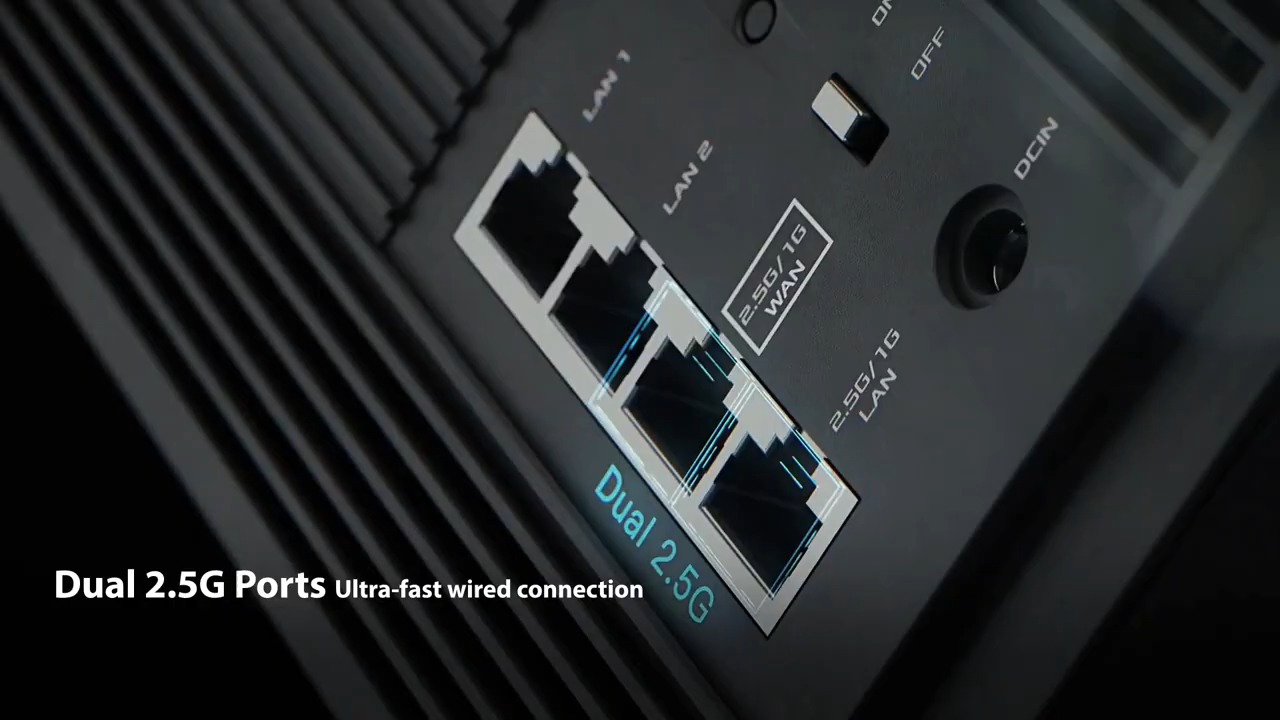 LAN 1
LAN 2
2.5G/1G
WAN
2.5G/1G
LAN
ON
OFF
DCIN
Dual 2.5G
Dual 2.5G Ports Ultra-fast wired connection